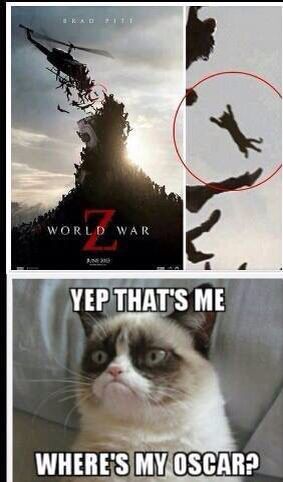 BRAD PITT
WORLD WAR
Z
JUNE 2013
YEP THAT'S ME
WHERE'S MY OSCAR?